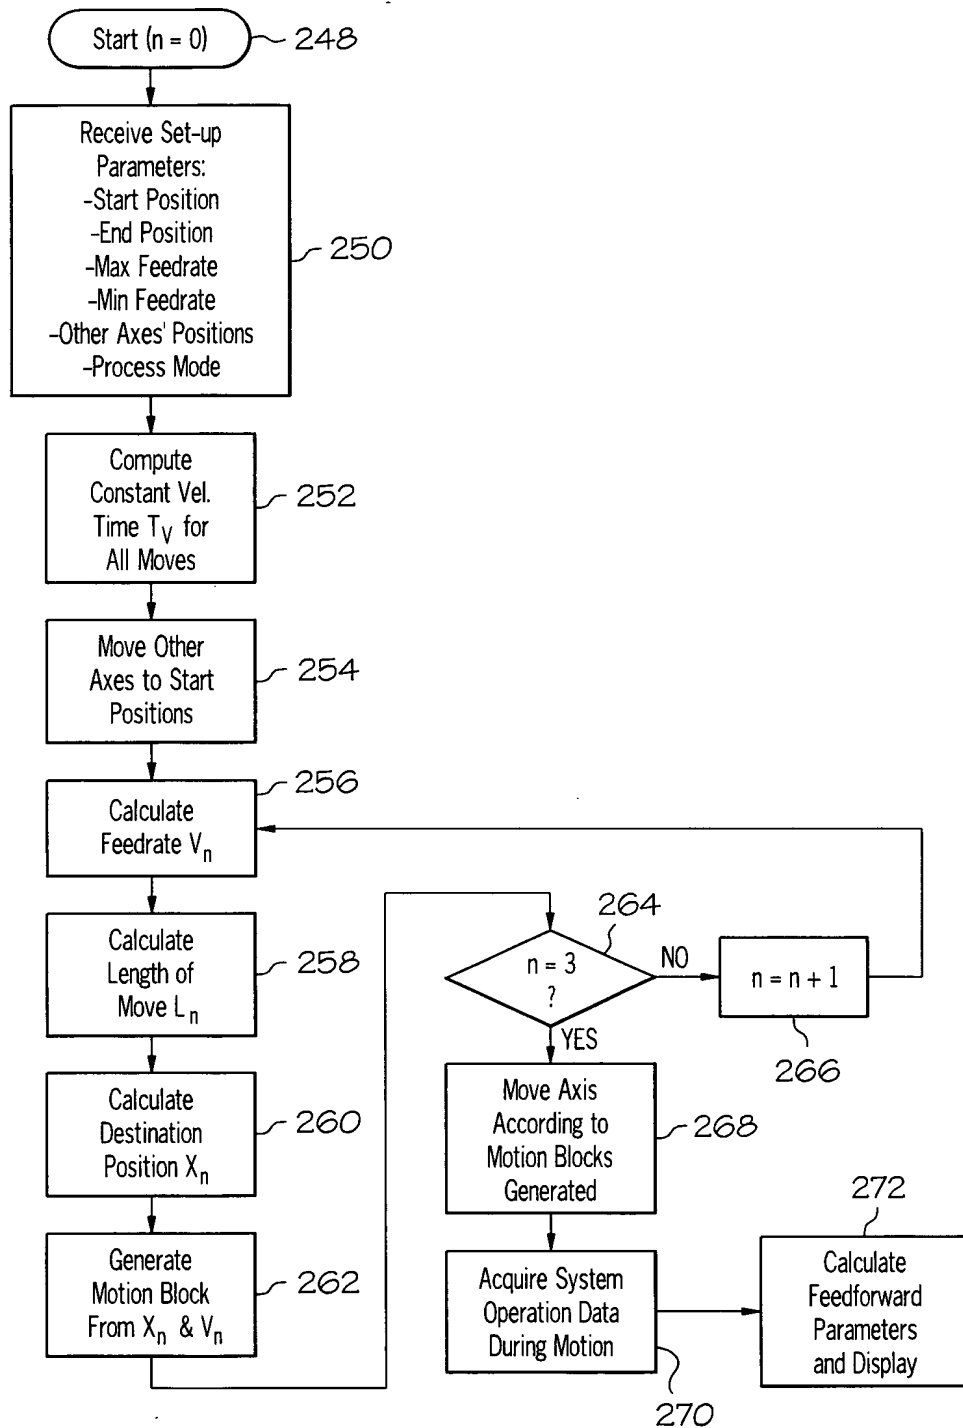 Start (n = 0)
248
Receive Set-up
Parameters:
-Start Position
-End Position
-Max Feedrate
-Min Feedrate
-Other Axes' Positions
-Process Mode
250
Compute
Constant Vel.
Time TV for
All Moves
252
Move Other
Axes to Start
Positions
254
256
Calculate
Feedrate Vn
Calculate
Length of
Move Ln
258
Calculate
Destination
Position Xn
260
Generate
Motion Block
From Xn & Vn
262
264
n = 3
?
NO
n = n + 1
266
YES
Move Axis
According to
Motion Blocks
Generated
268
Acquire System
Operation Data
During Motion
270
272
Calculate
Feedforward
Parameters
and Display